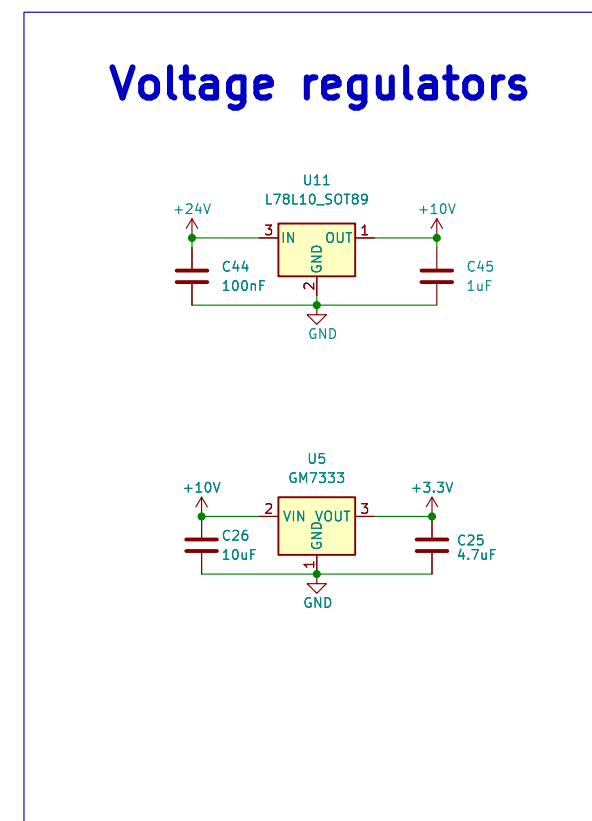 Voltage regulators
U11
L78L10_SOT89
+24V
+10V
3 IN OUT 1
GND
2
C44
100nF
C45
1uF
GND
U5
GM7333
+10V
+3.3V
2 VIN VOUT 3
GND
1
C26
10uF
C25
4.7uF
GND